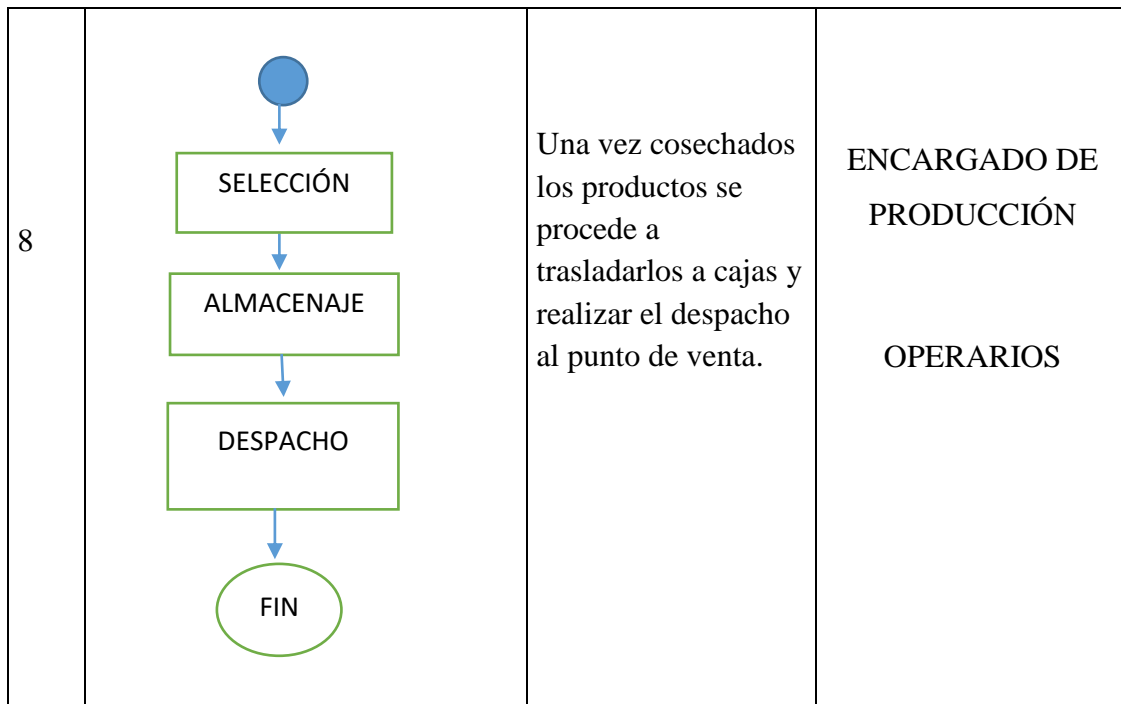 8
SELECCIÓN
ALMACENAJE
DESPACHO
FIN
Una vez cosechados
los productos se
procede a
trasladarlos a cajas y
realizar el despacho
al punto de venta.
ENCARGADO DE
PRODUCCIÓN
OPERARIOS